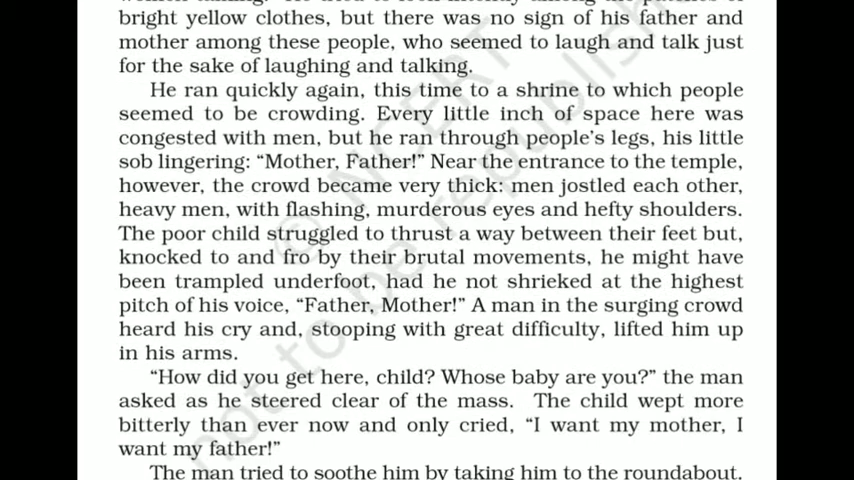 bright yellow clothes, but there was no sign of his father and
mother among these people, who seemed to laugh and talk just
for the sake of laughing and talking.
He ran quickly again, this time to a shrine to which people
seemed to be crowding. Every little inch of space here was
congested with men, but he ran through people's legs, his little
sob lingering: “Mother, Father!” Near the entrance to the temple,
however, the crowd became very thick: men jostled each other,
heavy men, with flashing, murderous eyes and hefty shoulders.
The poor child struggled to thrust a way between their feet but,
knocked to and fro by their brutal movements, he might have
been trampled underfoot, had he not shrieked at the highest
pitch of his voice, “Father, Mother!” A man in the surging crowd
heard his cry and, stooping with great difficulty, lifted him up
in his arms.
“How did you get here, child? Whose baby are you?” the man
asked as he steered clear of the mass. The child wept more
bitterly than ever now and only cried, “I want my mother, I
want my father!”
The man tried to soothe him by taking him to the roundabout.
© NCERT
not to be republish